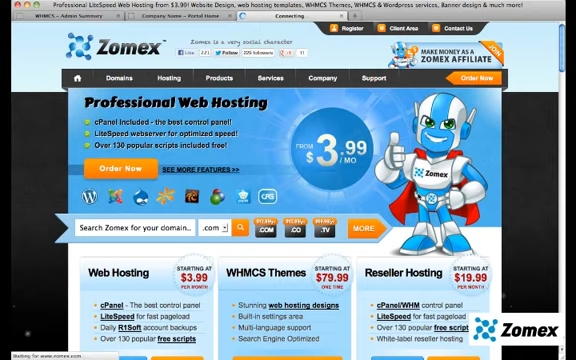 Professional LiteSpeed Web Hosting from $3.99! Website Design, web hosting templates, WHMCS Themes, WHMCS & Wordpress services, Banner design & much more!
WHMCS – Admin Summary
Company Name – Portal Home
Connecting
Register
Client Area
Contact Us
Zomex
Zomex is a very social character
Like
221
Follow
229 followers
+1
11
MAKE MONEY AS A
ZOMEX AFFILIATE
JOIN
Domains
Hosting
Products
Services
Company
Support
Order Now
Professional Web Hosting
cPanel Included - the best control panel!
LiteSpeed webserver for optimized speed!
Over 130 popular scripts included free!
Order Now
SEE MORE FEATURES >>
FROM
$3.99
/MO
Zomex
Search Zomex for your domain...
.com
.COM
.CO
.TV
MORE
Web Hosting
STARTING AT
$3.99
PER MONTH
cPanel - The best control panel
LiteSpeed for fast pageload
Daily R1Soft account backups
Over 130 popular free scripts
WHMCS Themes
STARTING AT
$79.99
ONE TIME
Stunning web hosting designs
Built-in settings area
Multi-language support
Search Engine Optimized
Reseller Hosting
STARTING AT
$19.99
PER MONTH
cPanel/WHM control panel
LiteSpeed for fast pageload
Over 130 popular free
White-label reseller hosting
Zomex
Waiting for www.zomex.com